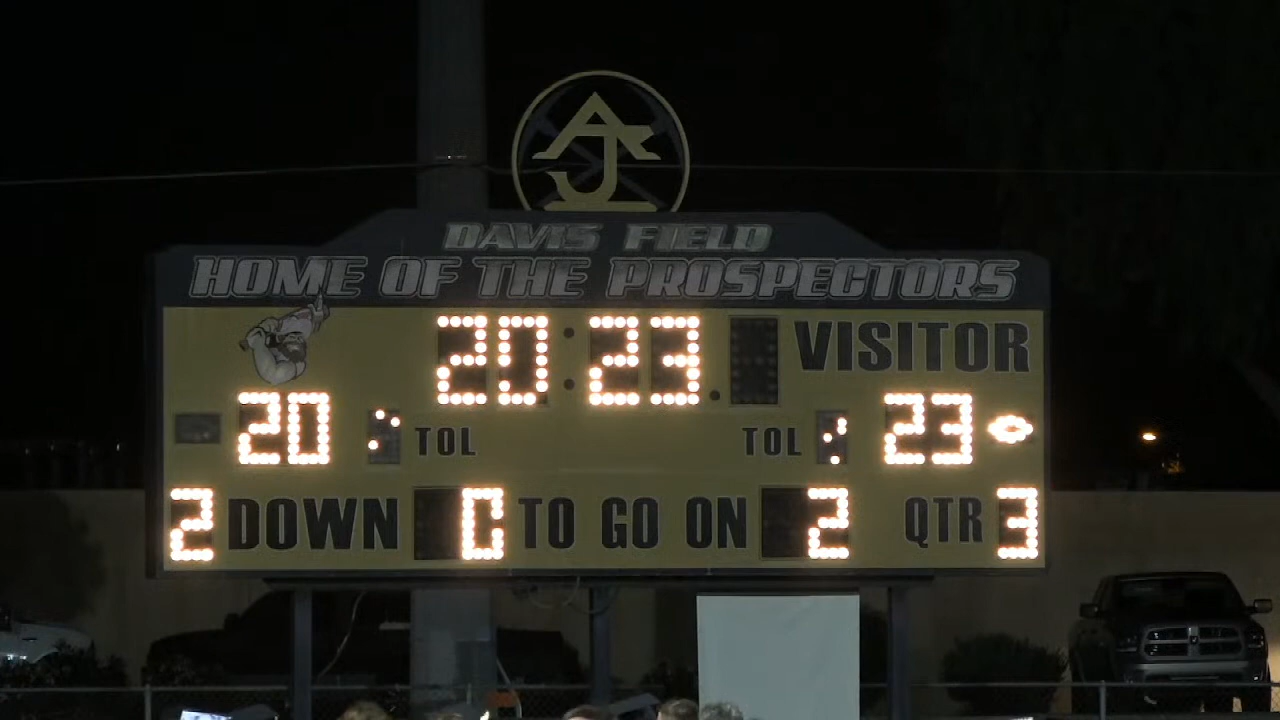 AJ
DAVIS FIELD
HOME OF THE PROSPECTORS
20:23 VISITOR
20 TOL TOL 23
2 DOWN 0 TO GO ON 2 QTR 3